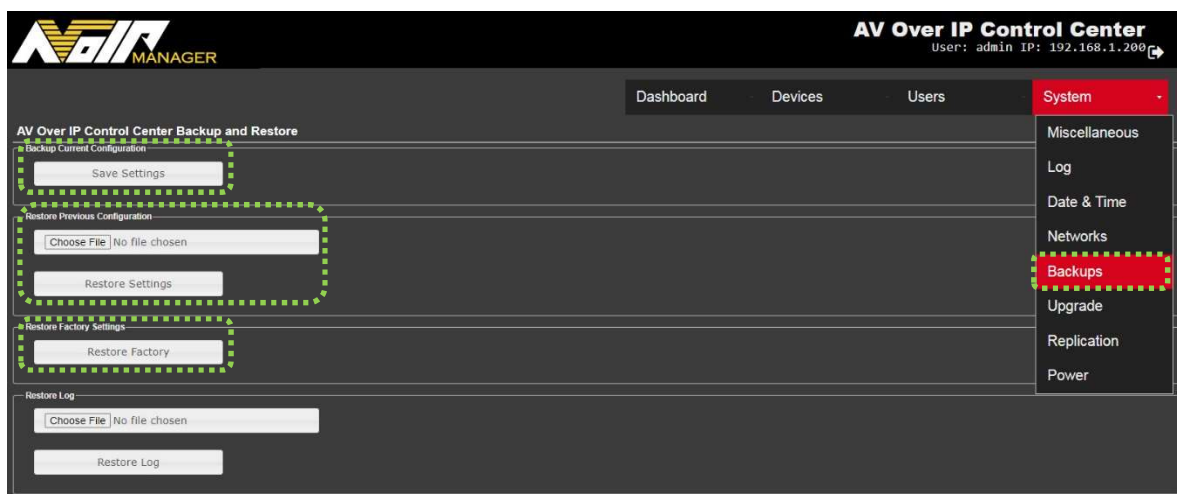 AVoIP MANAGER
AV Over IP Control Center
User: admin IP: 192.168.1.200
Dashboard Devices Users System
AV Over IP Control Center Backup and Restore
Backup Current Configuration
Save Settings
Restore Previous Configuration
Choose File No file chosen
Restore Settings
Restore Factory Settings
Restore Factory
Restore Log
Choose File No file chosen
Restore Log
Miscellaneous
Log
Date & Time
Networks
Backups
Upgrade
Replication
Power